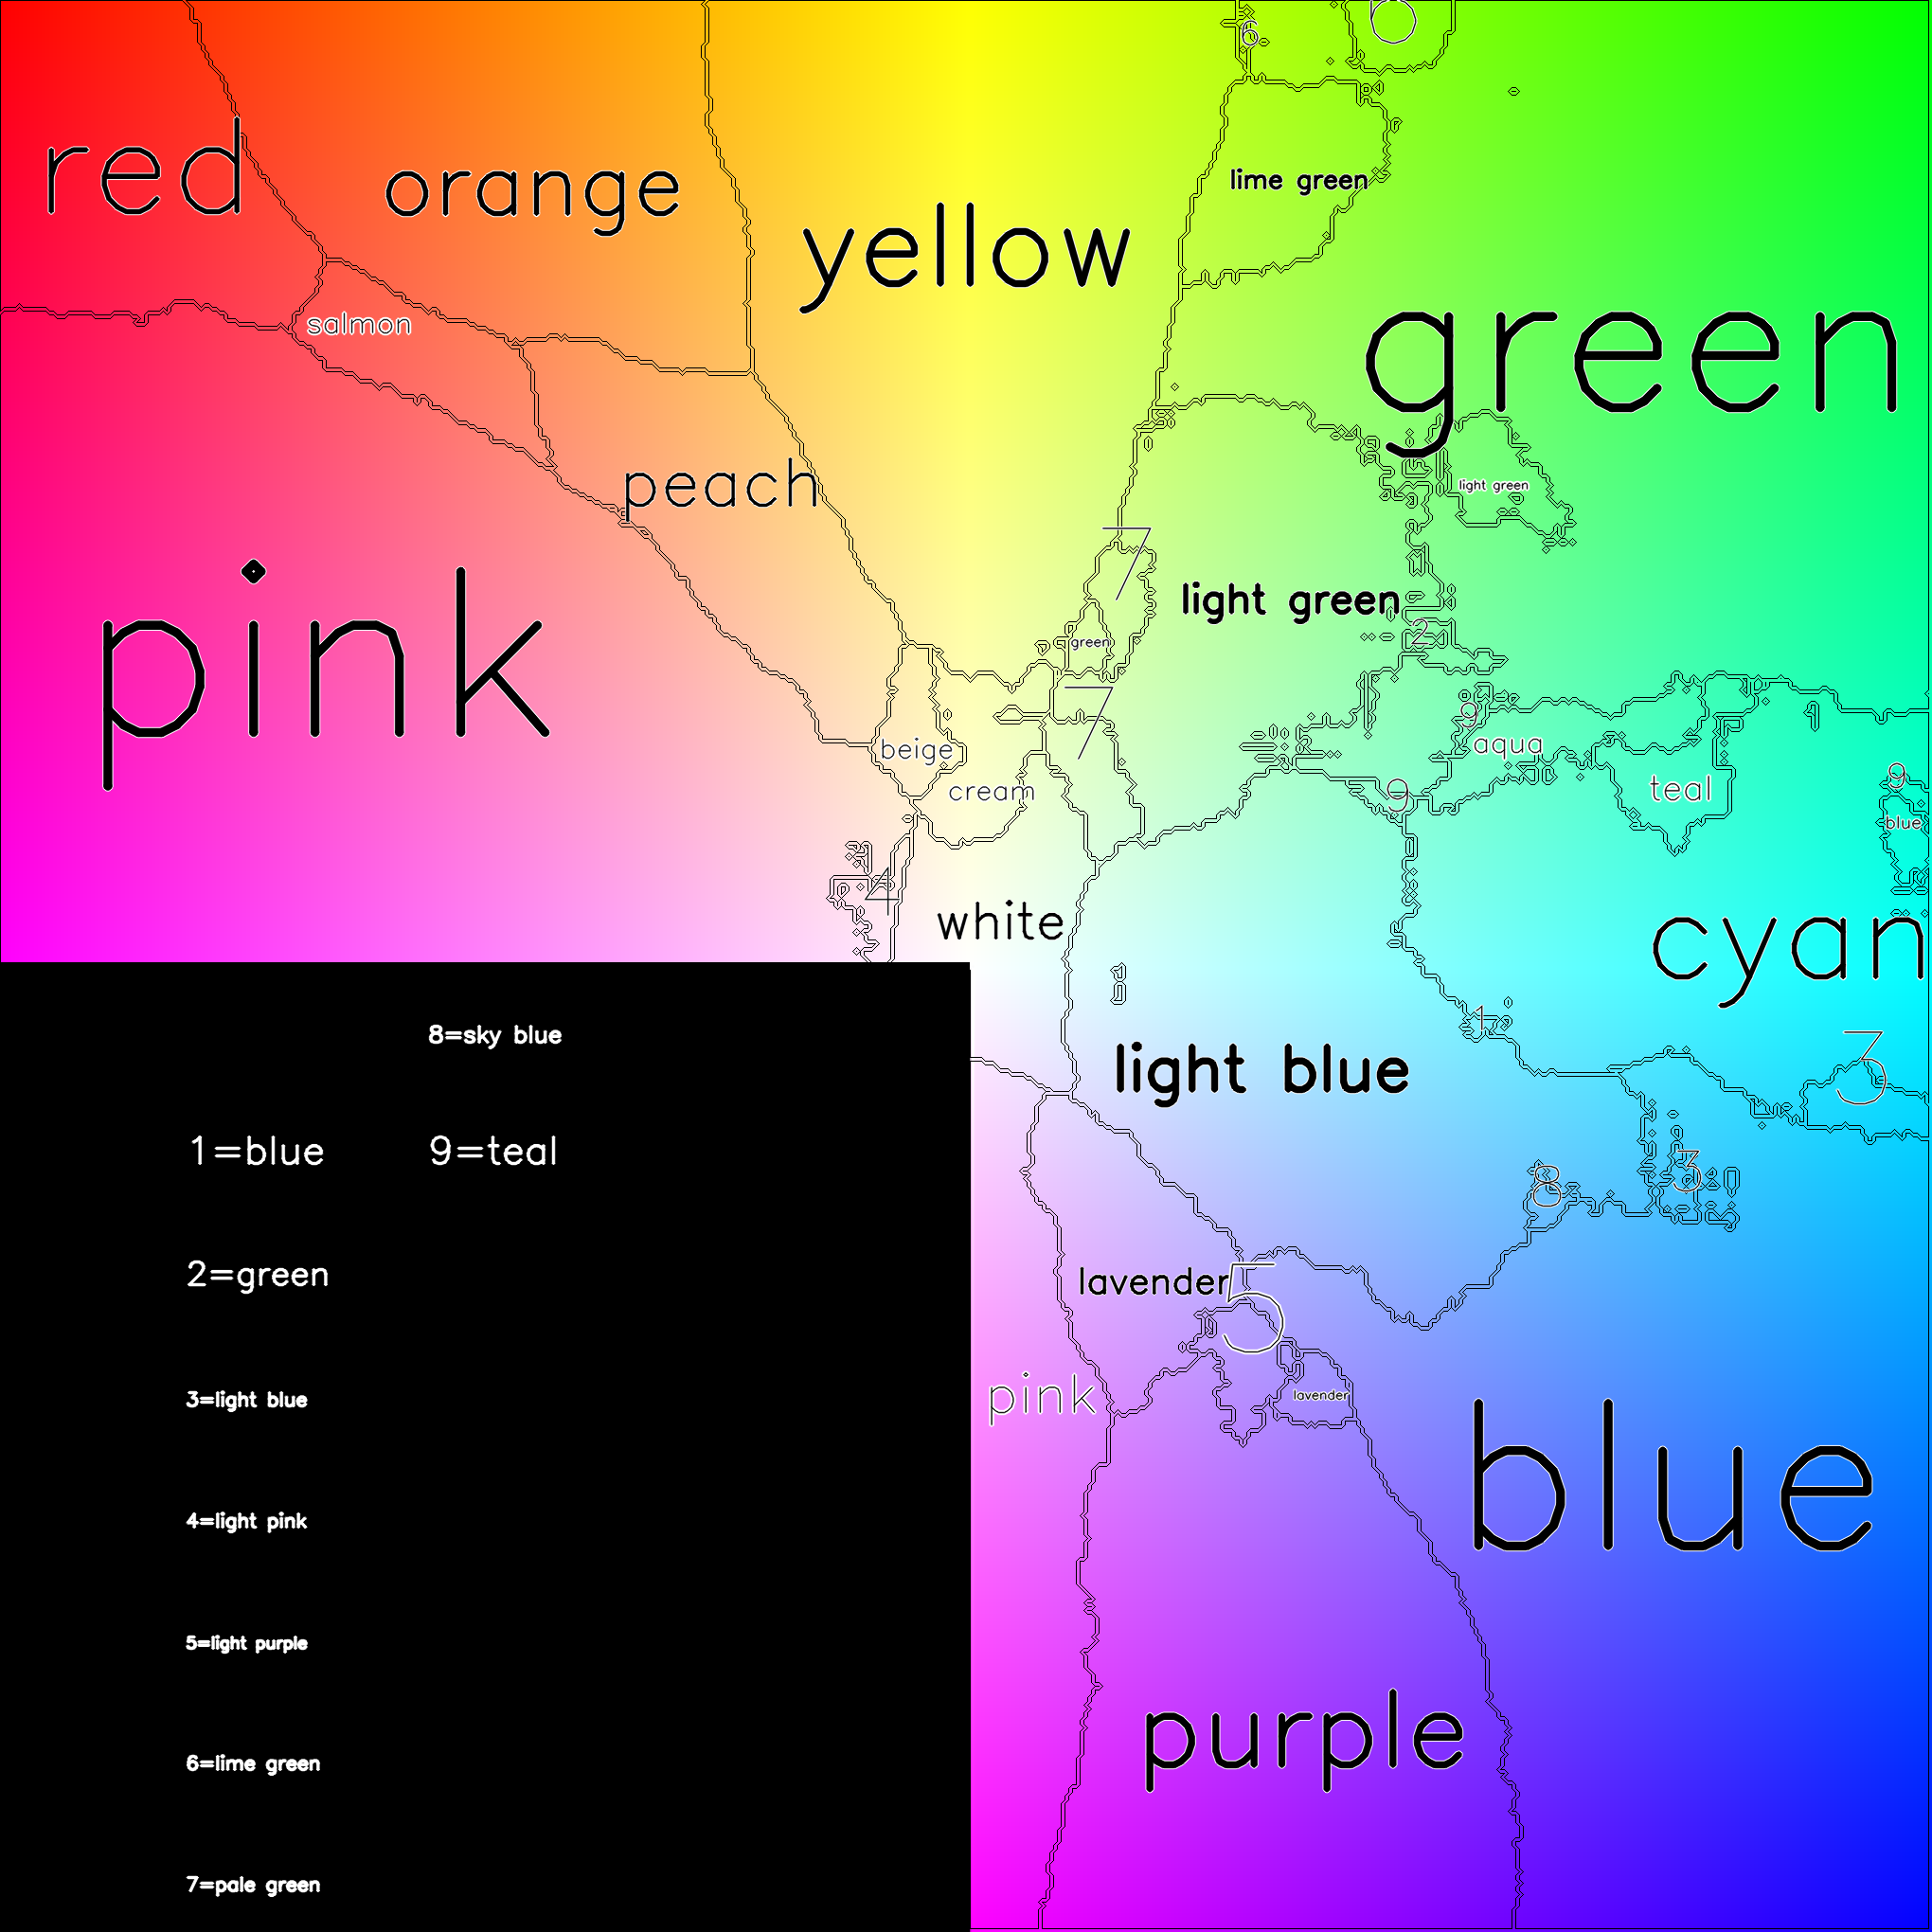 6
6
red
orange
lime green
yellow
salmon
green
peach
light green
7
light green
pink
2
green
7
9
aqua
beige
cream
teal
9
9
blue
4
white
cyan
1
8=sky blue
light blue
3
1=blue
9=teal
3
8
2=green
lavender
5
3=light blue
pink
lavender
blue
4=light pink
5=light purple
purple
6=lime green
7=pale green